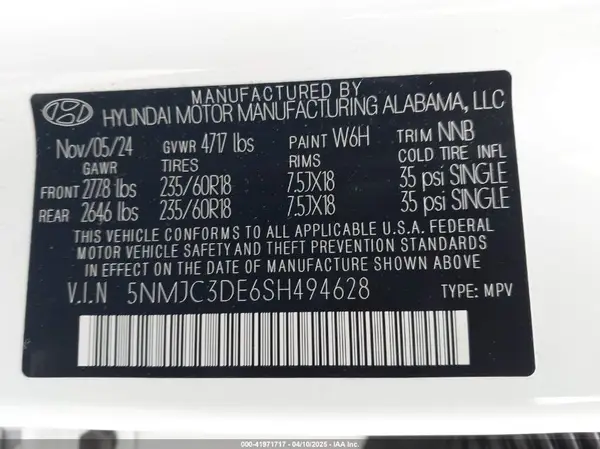 MANUFACTURED BY
HYUNDAI MOTOR MANUFACTURING ALABAMA, LLC
Nov/05/24 GVWR 4717 lbs PAINT W6H TRIM NNB
GAWR TIRES RIMS COLD TIRE INFL
FRONT 2778 lbs 235/60R18 7.5JX18 35 psi SINGLE
REAR 2646 lbs 235/60R18 7.5JX18 35 psi SINGLE
THIS VEHICLE CONFORMS TO ALL APPLICABLE U.S.A. FEDERAL
MOTOR VEHICLE SAFETY AND THEFT PREVENTION STANDARDS
IN EFFECT ON THE DATE OF MANUFACTURE SHOWN ABOVE.
V.I.N 5NMJC3DE6SH494628 TYPE: MPV
000-41971717 - 04/10/2025 - IAA Inc.